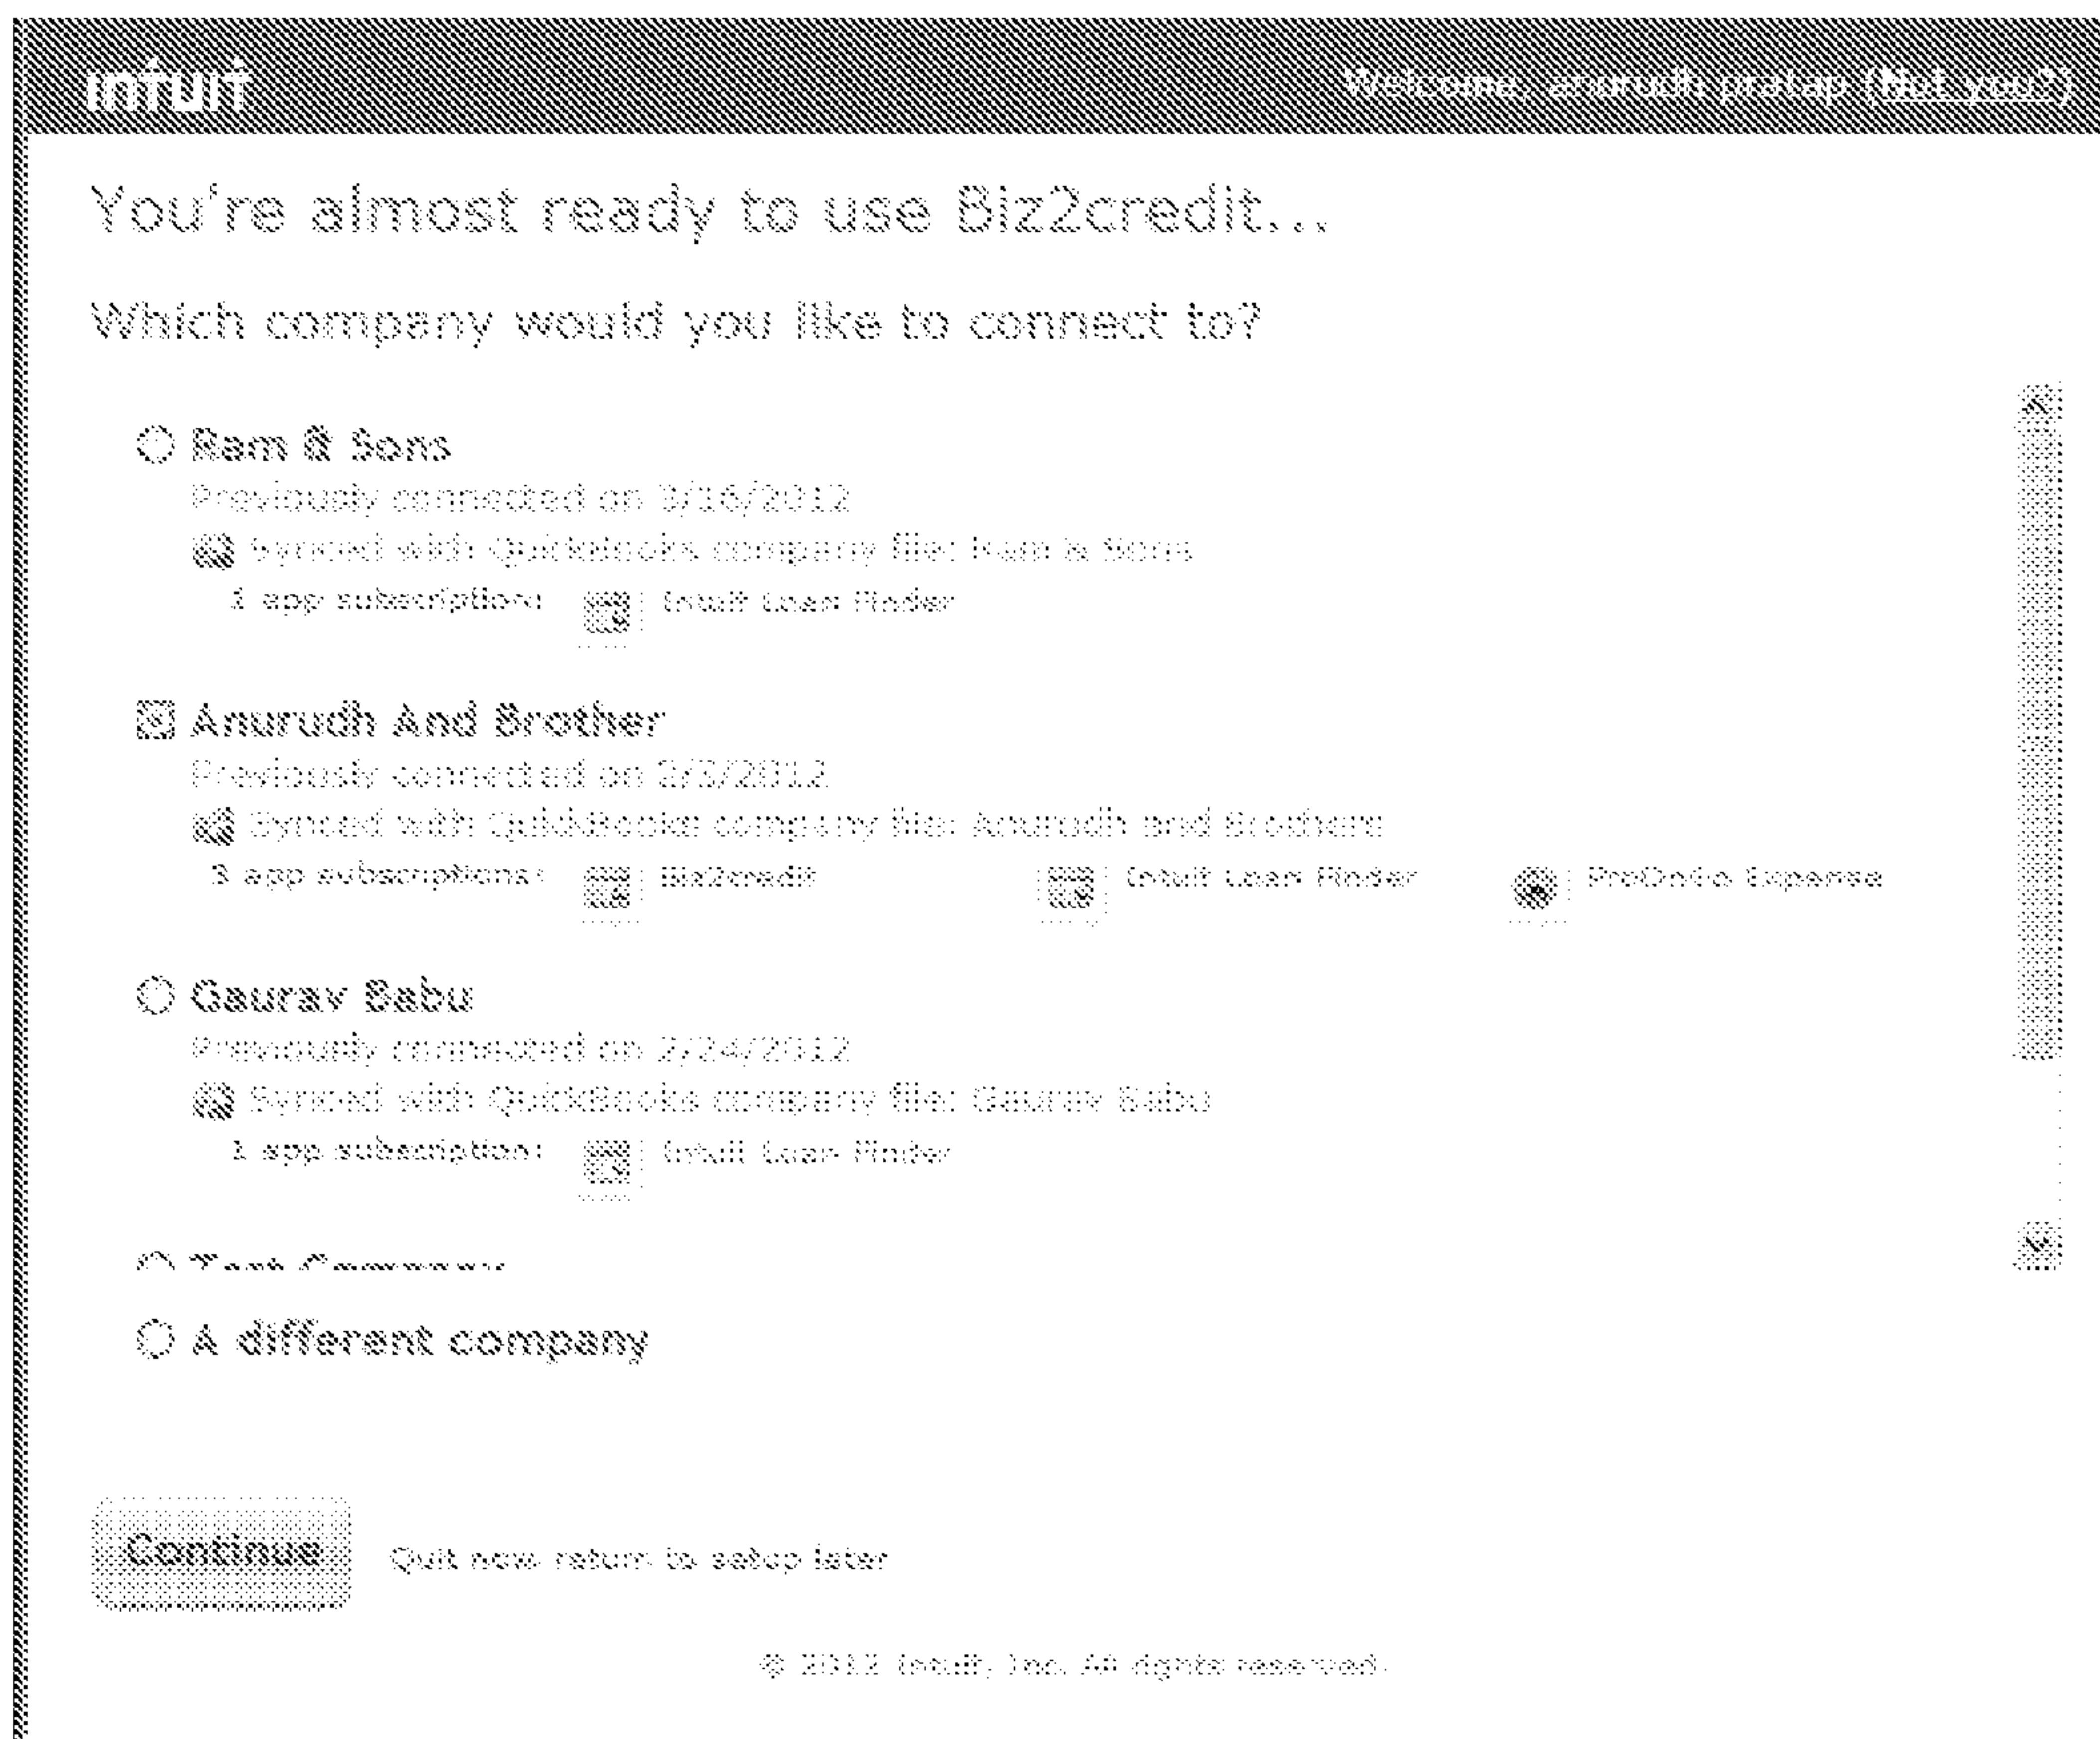 intuit
Welcome, anurudh pratap (Not you?)
You're almost ready to use Biz2credit...
Which company would you like to connect to?
Ram & Sons
Previously connected on 3/16/2012
Synced with QuickBooks company file: Ram & Sons
1 app subscription: Intuit Loan Finder
Anurudh And Brother
Previously connected on 2/3/2012
Synced with QuickBooks company file: Anurudh and Brothers
3 app subscriptions: Biz2credit Intuit Loan Finder ProOnGo Expense
Gaurav Babu
Previously connected on 2/24/2012
Synced with QuickBooks company file: Gaurav Babu
1 app subscription: Intuit Loan Finder
A different company
Continue
Quit now return to setup later
© 2012 Intuit, Inc. All rights reserved.